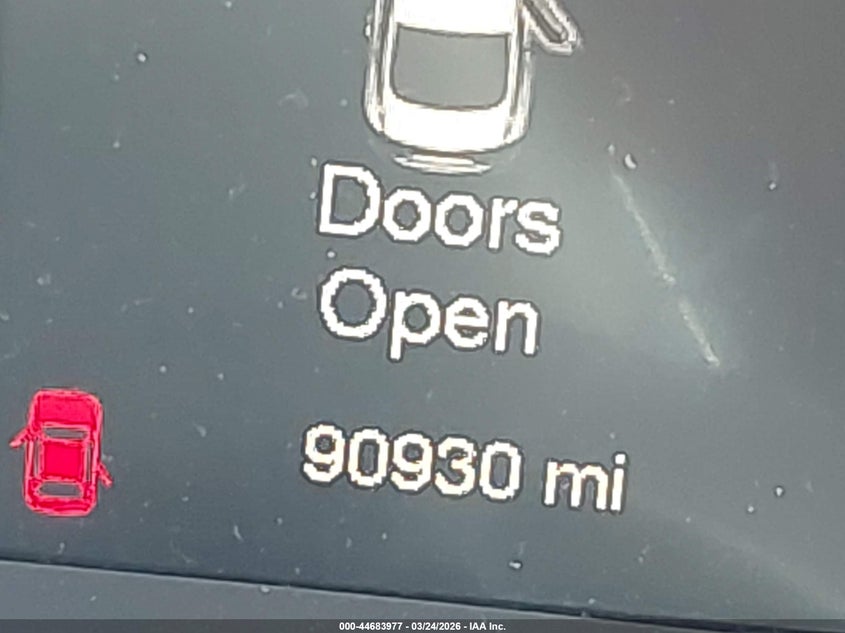 Doors
Open
90930 mi
000-44683977 - 03/24/2026 - IAA Inc.